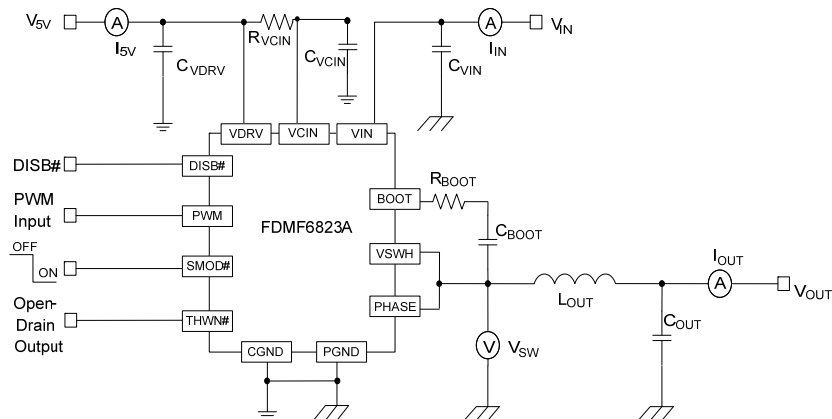 V5V
A
I5V
RVCIN
CVDRV
CVCIN
A
IIN
VIN
CVIN
VDRV
VCIN
VIN
DISB#
DISB#
PWM
Input
PWM
FDMF6823A
BOOT
RBOOT
CBOOT
OFF
ON
SMOD#
VSWH
IOUT
A
VOUT
LOUT
Open-
Drain
Output
THWN#
PHASE
COUT
V
VSW
CGND
PGND